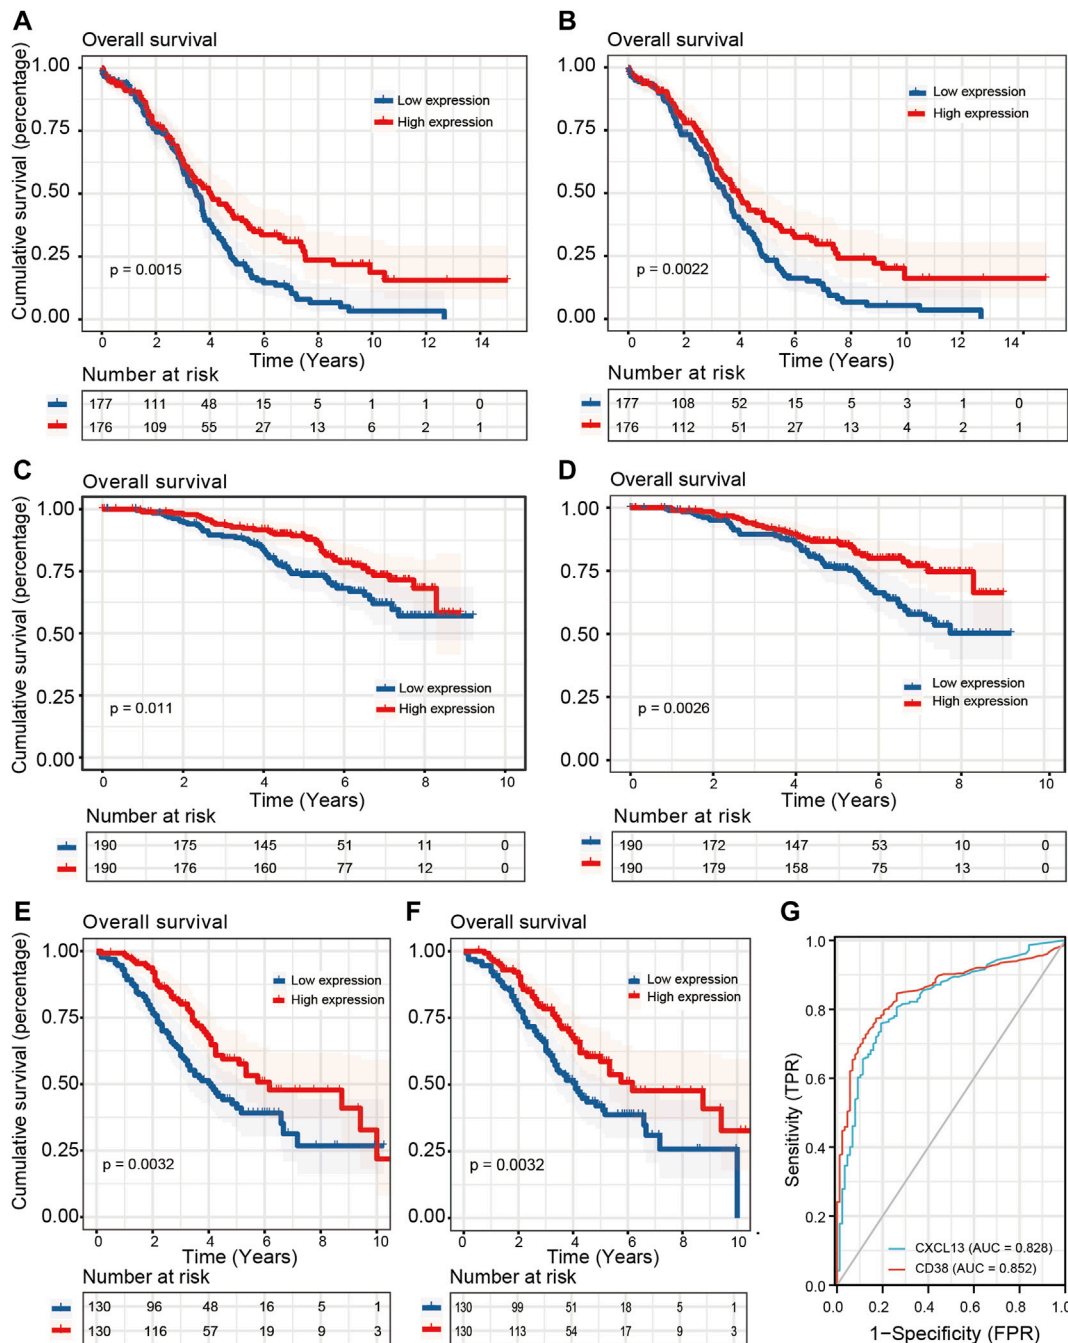 A
Overall survival
Cumulative survival (percentage)
1.00
0.75
0.50
0.25
0.00
Low expression
High expression
p = 0.0015
0 2 4 6 8 10 12 14
Time (Years)
Number at risk
177 111 48 15 5 1 1 0
176 109 55 27 13 6 2 1
B
Overall survival
1.00
0.75
0.50
0.25
0.00
Low expression
High expression
p = 0.0022
0 2 4 6 8 10 12 14
Time (Years)
Number at risk
177 108 52 15 5 3 1 0
176 112 51 27 13 4 2 1
C
Overall survival
Cumulative survival (percentage)
1.00
0.75
0.50
0.25
0.00
Low expression
High expression
p = 0.011
0 2 4 6 8 10
Time (Years)
Number at risk
190 175 145 51 11 0
190 176 160 77 12 0
D
Overall survival
1.00
0.75
0.50
0.25
0.00
Low expression
High expression
p = 0.0026
0 2 4 6 8 10
Time (Years)
Number at risk
190 172 147 53 10 0
190 179 158 75 13 0
E
Overall survival
Cumulative survival (percentage)
1.00
0.75
0.50
0.25
0.00
Low expression
High expression
p = 0.0032
0 2 4 6 8 10
Time (Years)
Number at risk
130 96 48 16 5 1
130 116 57 19 9 3
F
Overall survival
1.00
0.75
0.50
0.25
0.00
Low expression
High expression
p = 0.0032
0 2 4 6 8 10
Time (Years)
Number at risk
130 99 51 18 5 1
130 113 54 17 9 3
G
Sensitivity (TPR)
1.0
0.8
0.6
0.4
0.2
0.0
CXCL13 (AUC = 0.828)
CD38 (AUC = 0.852)
0.0 0.2 0.4 0.6 0.8 1.0
1−Specificity (FPR)